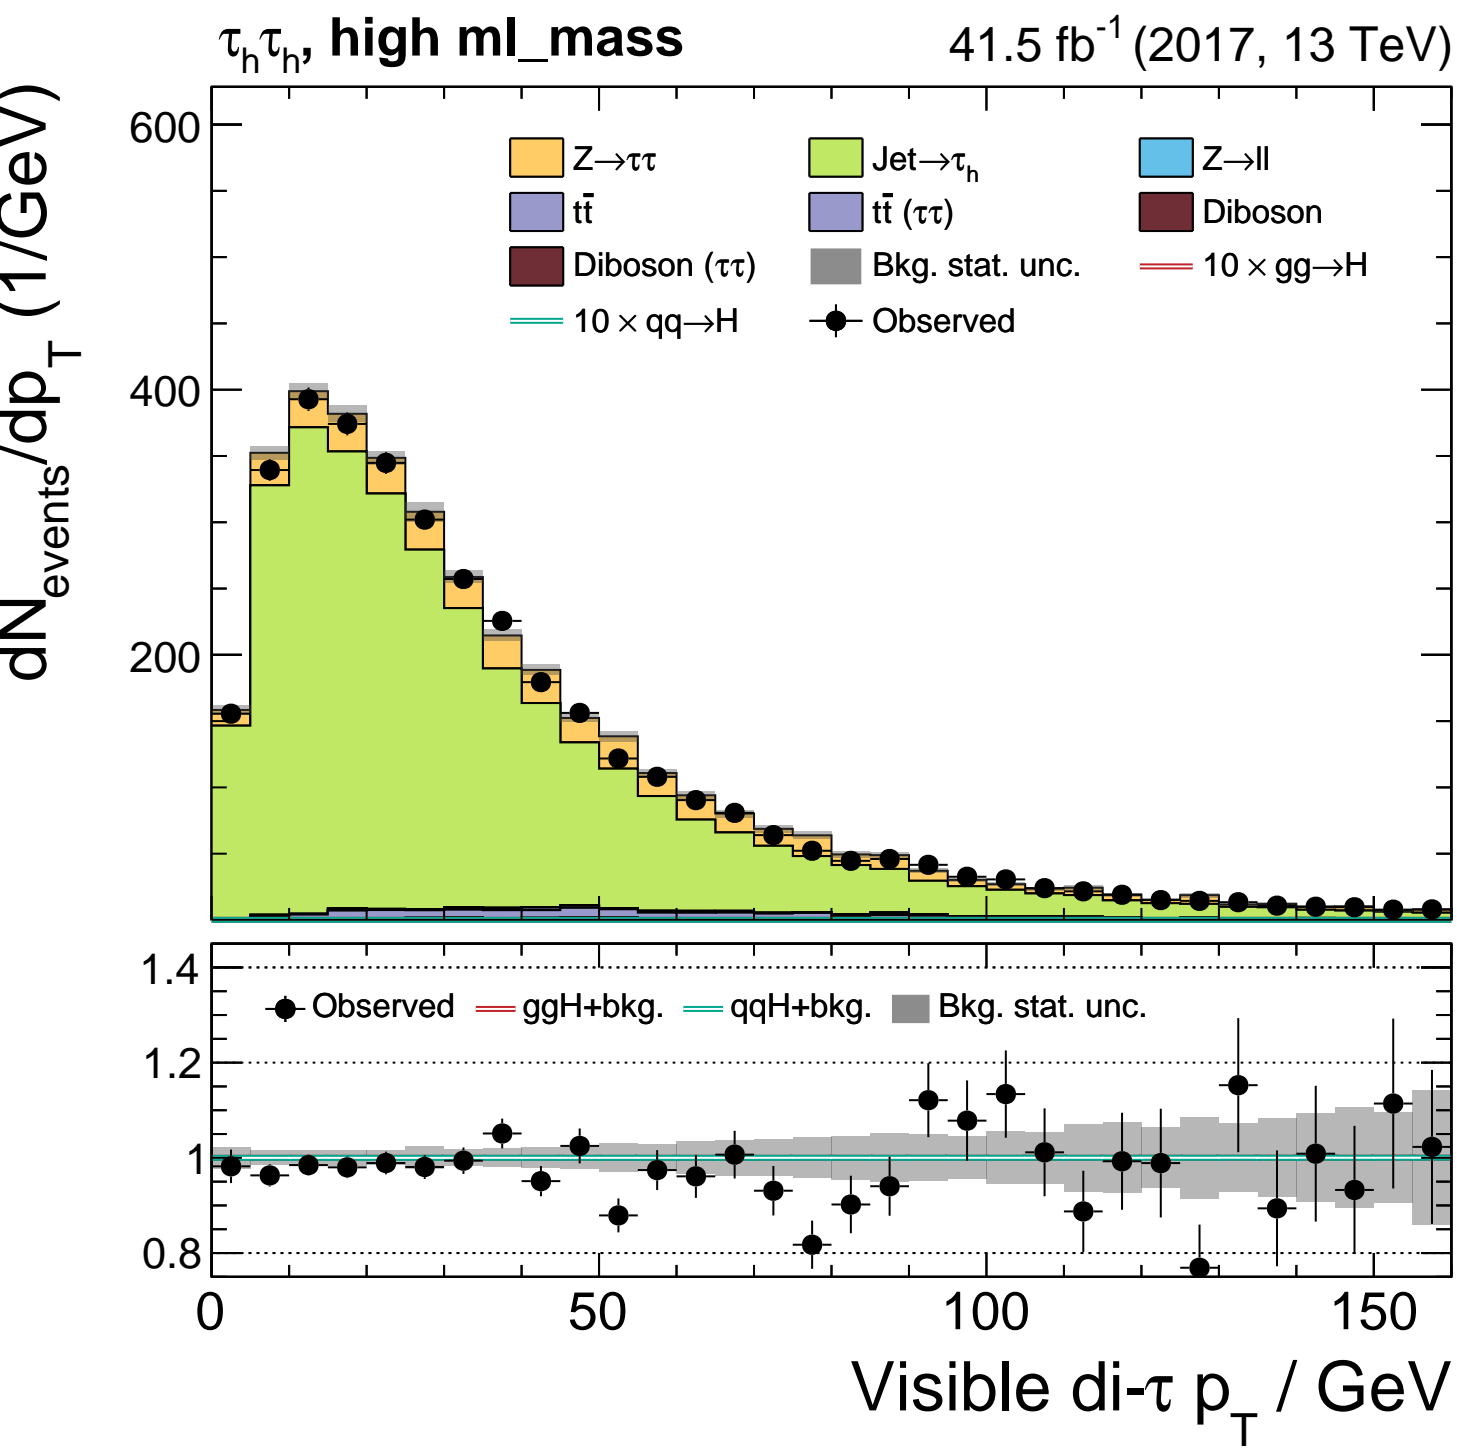 τhτh, high ml_mass 41.5 fb-1 (2017, 13 TeV)
dNevents/dpT (1/GeV)
600
400
200
Z→ττ Jet→τh Z→ll
tt̄ tt̄ (ττ) Diboson
Diboson (ττ) Bkg. stat. unc. 10 × gg→H
10 × qq→H Observed
1.4
1.2
1
0.8
Observed ggH+bkg. qqH+bkg. Bkg. stat. unc.
0 50 100 150
Visible di-τ pT / GeV